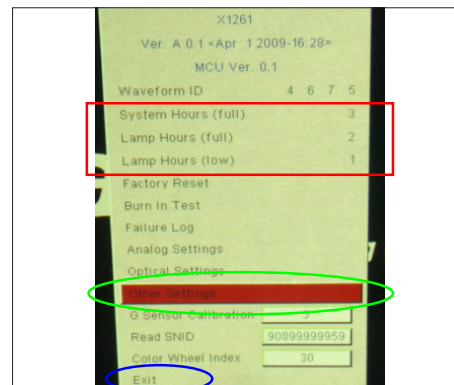 X1261
Ver. A 0.1 <Apr 1 2009-16:28>
MCU Ver. 0.1
Waveform ID 4 6 7 5
System Hours (full) 3
Lamp Hours (full) 2
Lamp Hours (low) 1
Factory Reset
Burn In Test
Failure Log
Analog Settings
Optical Settings
Other Settings
G Sensor Calibration 3
Read SNID 90899999959
Color Wheel Index 30
Exit